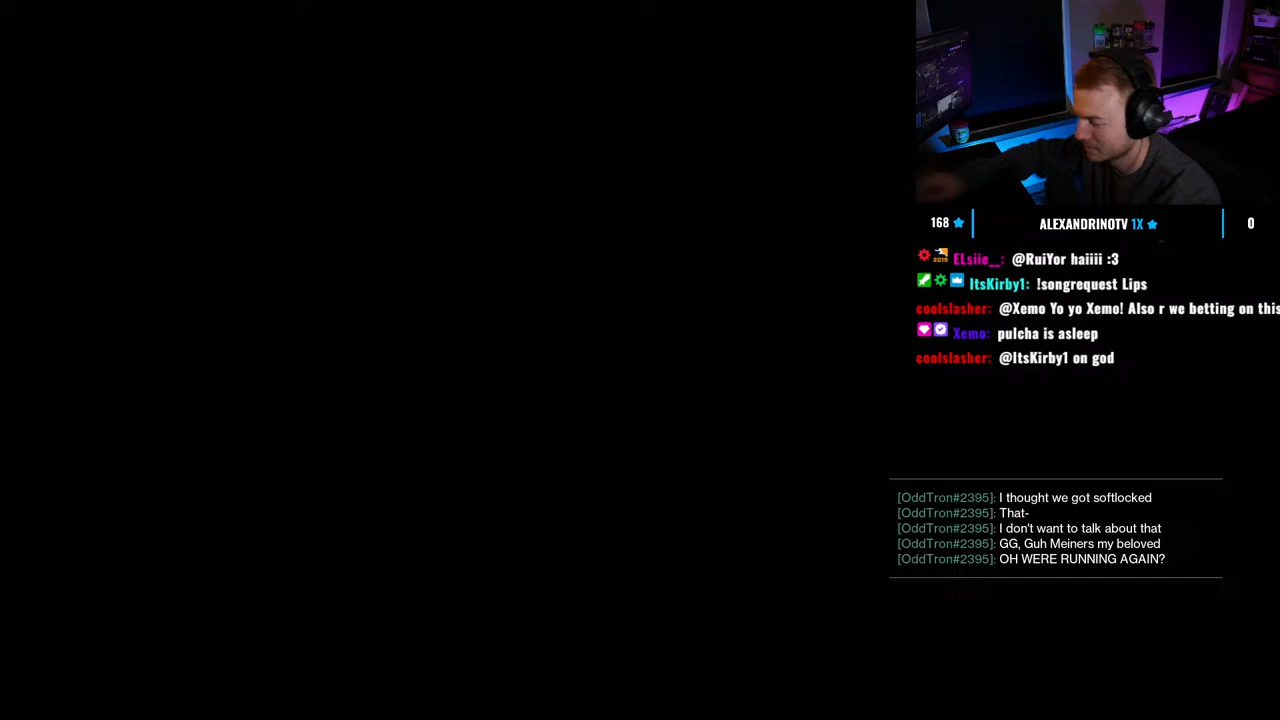 168
ALEXANDRINOTV 1X
0
2019 ELsiie__: @RuiYor haiiii :3
ItsKirby1: !songrequest Lips
coolslasher: @Xemo Yo yo Xemo! Also r we betting on this
Xemo: pulcha is asleep
coolslasher: @ItsKirby1 on god
[OddTron#2395]: I thought we got softlocked
[OddTron#2395]: That-
[OddTron#2395]: I don't want to talk about that
[OddTron#2395]: GG, Guh Meiners my beloved
[OddTron#2395]: OH WERE RUNNING AGAIN?